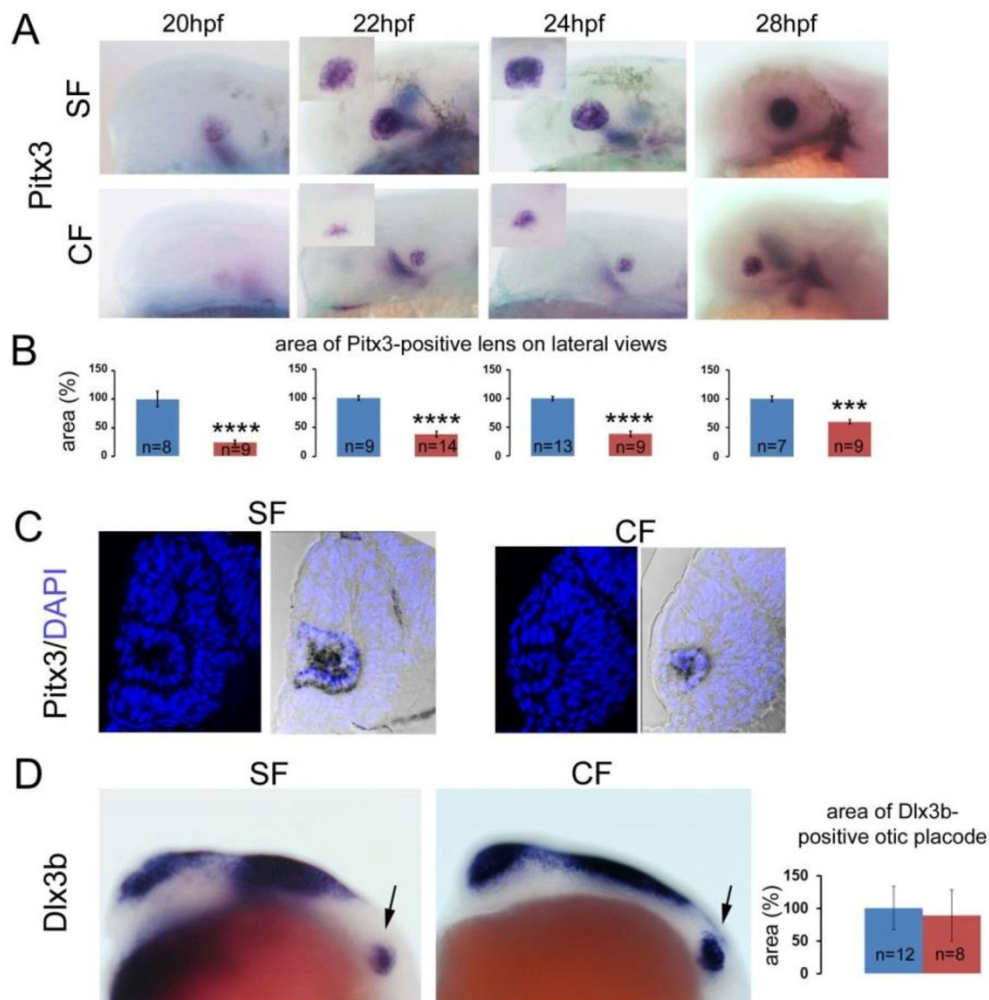 A
20hpf 22hpf 24hpf 28hpf
Pitx3
SF
CF
B
area of Pitx3-positive lens on lateral views
area (%)
150 150 150 150
100 100 100 100
50 50 50 50
0 0 0 0
**** **** **** ***
n=8 n=9 n=9 n=14 n=13 n=9 n=7 n=9
C
SF CF
Pitx3/DAPI
D
SF CF
Dlx3b
area of Dlx3b-
positive otic placode
area (%)
150
100
50
0
n=12 n=8